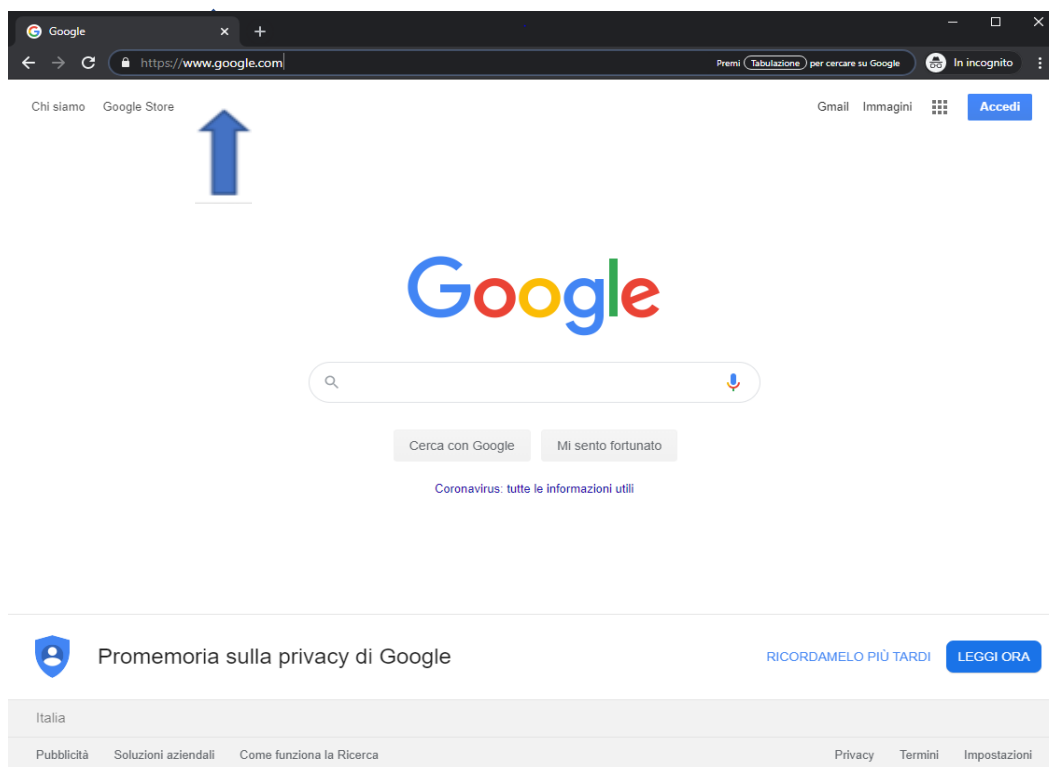 Google
https://www.google.com Premi Tabulazione per cercare su Google In incognito
Chi siamo Google Store Gmail Immagini Accedi
Google
Cerca con Google Mi sento fortunato
Coronavirus: tutte le informazioni utili
Promemoria sulla privacy di Google RICORDAMELO PIÙ TARDI LEGGI ORA
Italia
Pubblicità Soluzioni aziendali Come funziona la Ricerca Privacy Termini Impostazioni